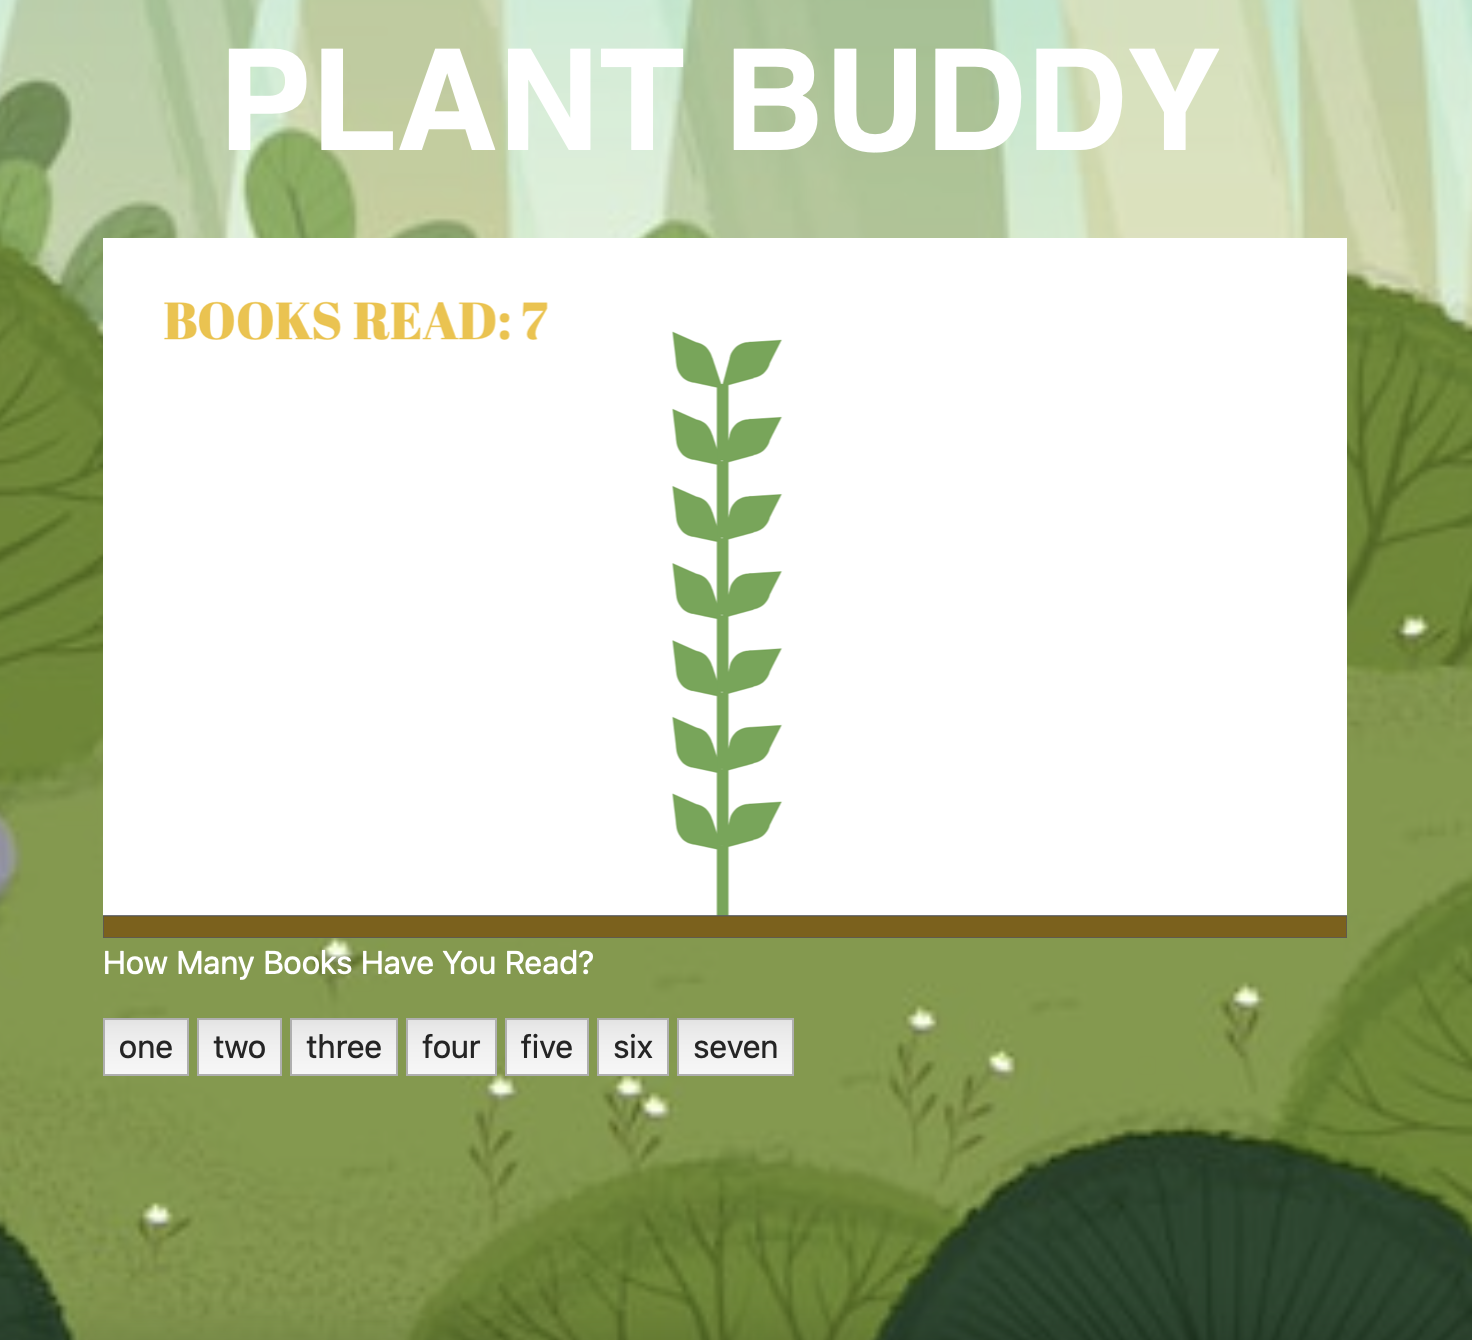 PLANT BUDDY
BOOKS READ: 7
How Many Books Have You Read?
one two three four five six seven